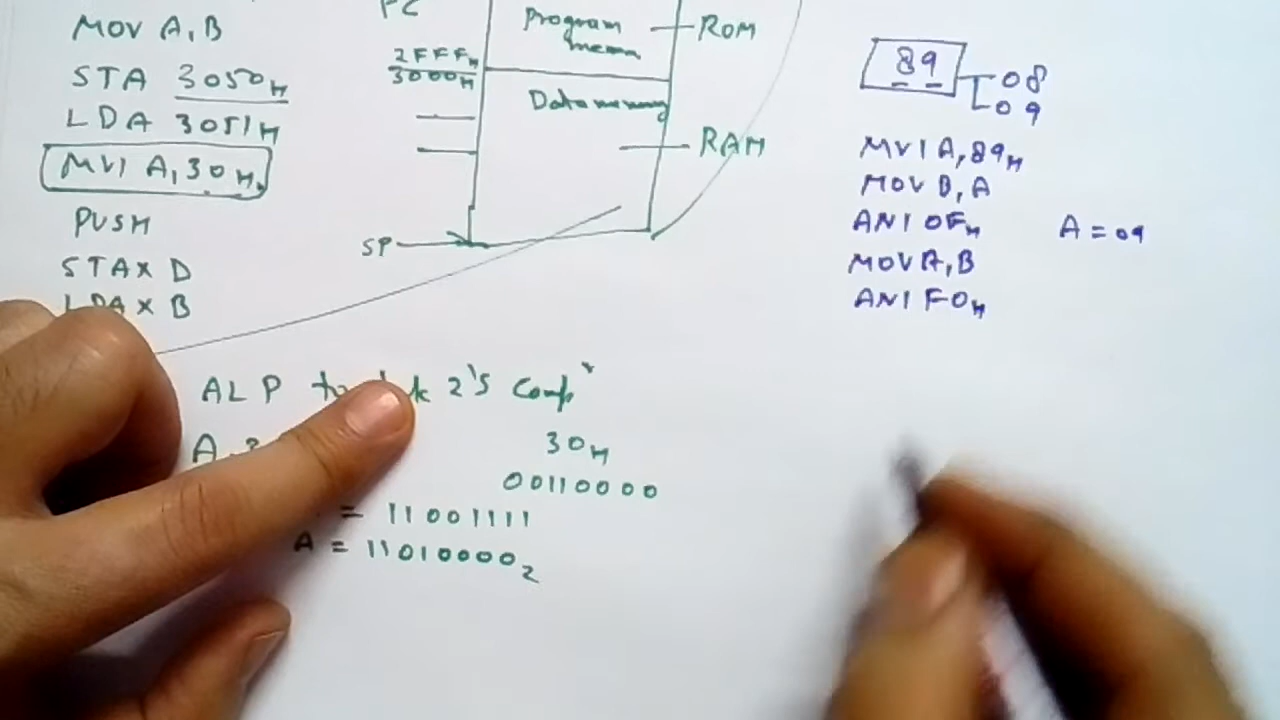 MOV A,B
STA 3050H
LDA 3051H
MVI A,30H
PUSH
STAX D
LDAX B
PC
2FFFH
3000H
SP
Program
Data memory
ROM
RAM
89
08
09
MVI A,89H
MOV B,A
ANI 0FH A = 09
MOV A,B
ANI F0H
ALP 2'S Comp
A
30H
00110000
= 11001111
A = 110100002